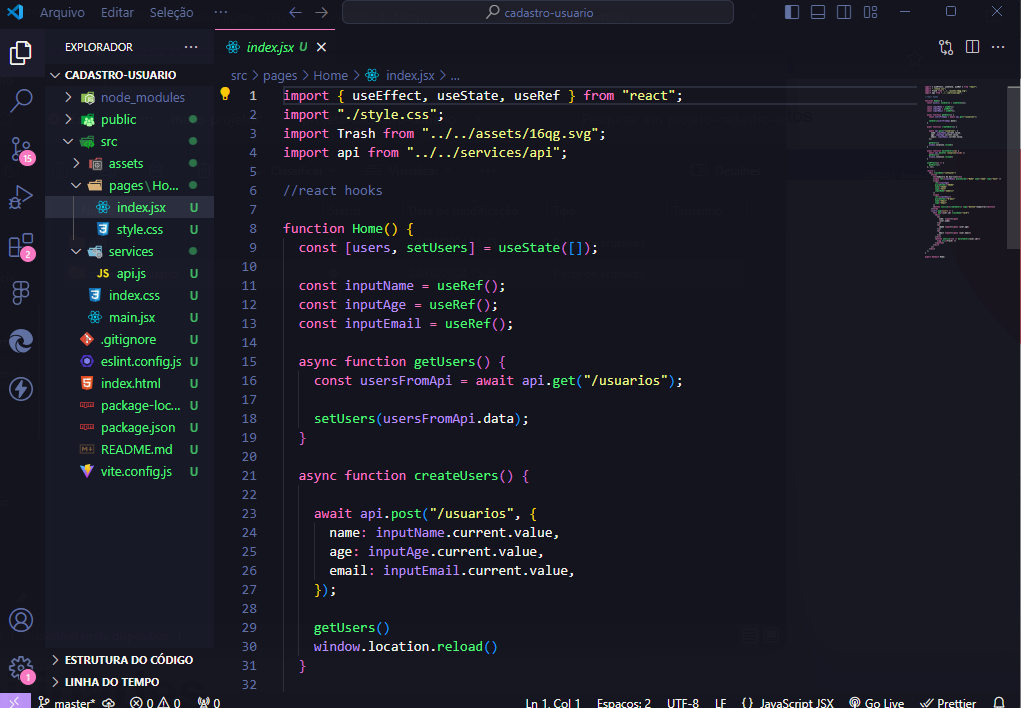 Arquivo Editar Seleção ··· cadastro-usuario
EXPLORADOR ···
CADASTRO-USUARIO
node_modules
public
src
assets
pages\Ho...
index.jsx U
style.css U
services
JS api.js U
index.css U
main.jsx U
.gitignore U
eslint.config.js U
index.html U
package-loc... U
package.json U
README.md U
vite.config.js U
ESTRUTURA DO CÓDIGO
LINHA DO TEMPO
15
2
1
index.jsx U
src > pages > Home > index.jsx > ...
1 import { useEffect, useState, useRef } from "react";
2 import "./style.css";
3 import Trash from "../../assets/16qg.svg";
4 import api from "../../services/api";
5
6 //react hooks
7
8 function Home() {
9 const [users, setUsers] = useState([]);
10
11 const inputName = useRef();
12 const inputAge = useRef();
13 const inputEmail = useRef();
14
15 async function getUsers() {
16 const usersFromApi = await api.get("/usuarios");
17
18 setUsers(usersFromApi.data);
19 }
20
21 async function createUsers() {
22
23 await api.post("/usuarios", {
24 name: inputName.current.value,
25 age: inputAge.current.value,
26 email: inputEmail.current.value,
27 });
28
29 getUsers()
30 window.location.reload()
31 }
32
master* 0 0 0 Ln 1, Col 1 Espaços: 2 UTF-8 LF {} JavaScript JSX Go Live Prettier